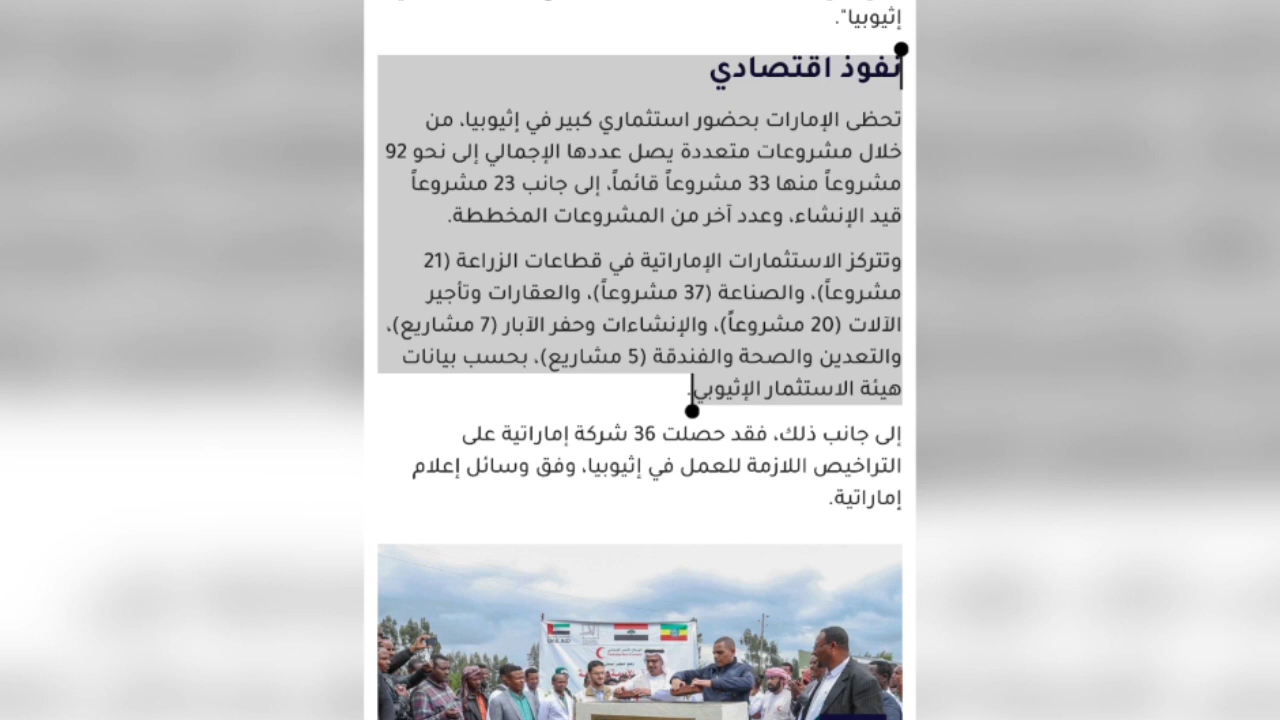 إثيوبيا".
نفوذ اقتصادي
تحظى الإمارات بحضور استثماري كبير في إثيوبيا، من
خلال مشروعات متعددة يصل عددها الإجمالي إلى نحو 92
مشروعاً منها 33 مشروعاً قائماً، إلى جانب 23 مشروعاً
قيد الإنشاء، وعدد آخر من المشروعات المخططة.
وتتركز الاستثمارات الإماراتية في قطاعات الزراعة (21
مشروعاً)، والصناعة (37 مشروعاً)، والعقارات وتأجير
الآلات (20 مشروعاً)، والإنشاءات وحفر الآبار (7 مشاريع)،
والتعدين والصحة والفندقة (5 مشاريع)، بحسب بيانات
هيئة الاستثمار الإثيوبي.
إلى جانب ذلك، فقد حصلت 36 شركة إماراتية على
التراخيص اللازمة للعمل في إثيوبيا، وفق وسائل إعلام
إماراتية.